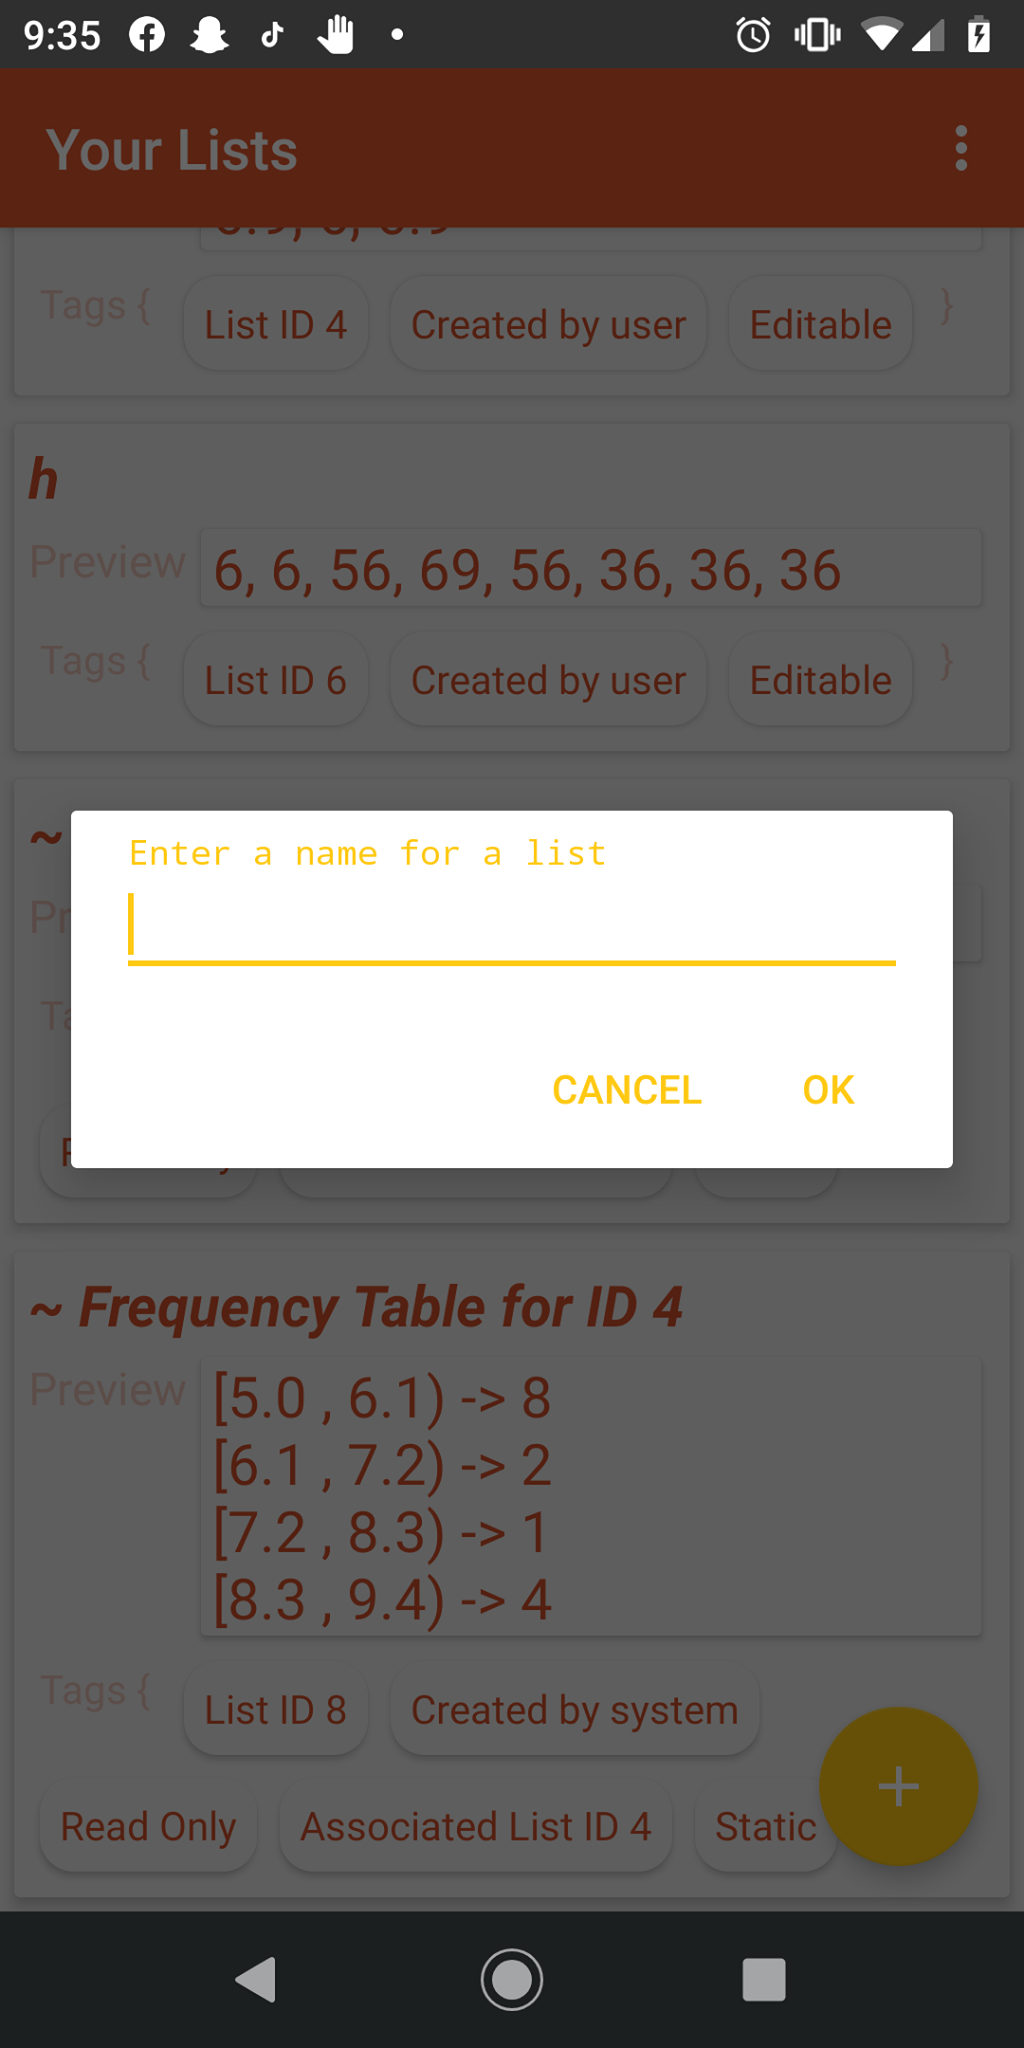 9:35
Your Lists
Tags { List ID 4 Created by user Editable }
h
Preview 6, 6, 56, 69, 56, 36, 36, 36
Tags { List ID 6 Created by user Editable }
~
Enter a name for a list
CANCEL OK
~ Frequency Table for ID 4
Preview [5.0 , 6.1) -> 8
[6.1 , 7.2) -> 2
[7.2 , 8.3) -> 1
[8.3 , 9.4) -> 4
Tags { List ID 8 Created by system
Read Only Associated List ID 4 Static